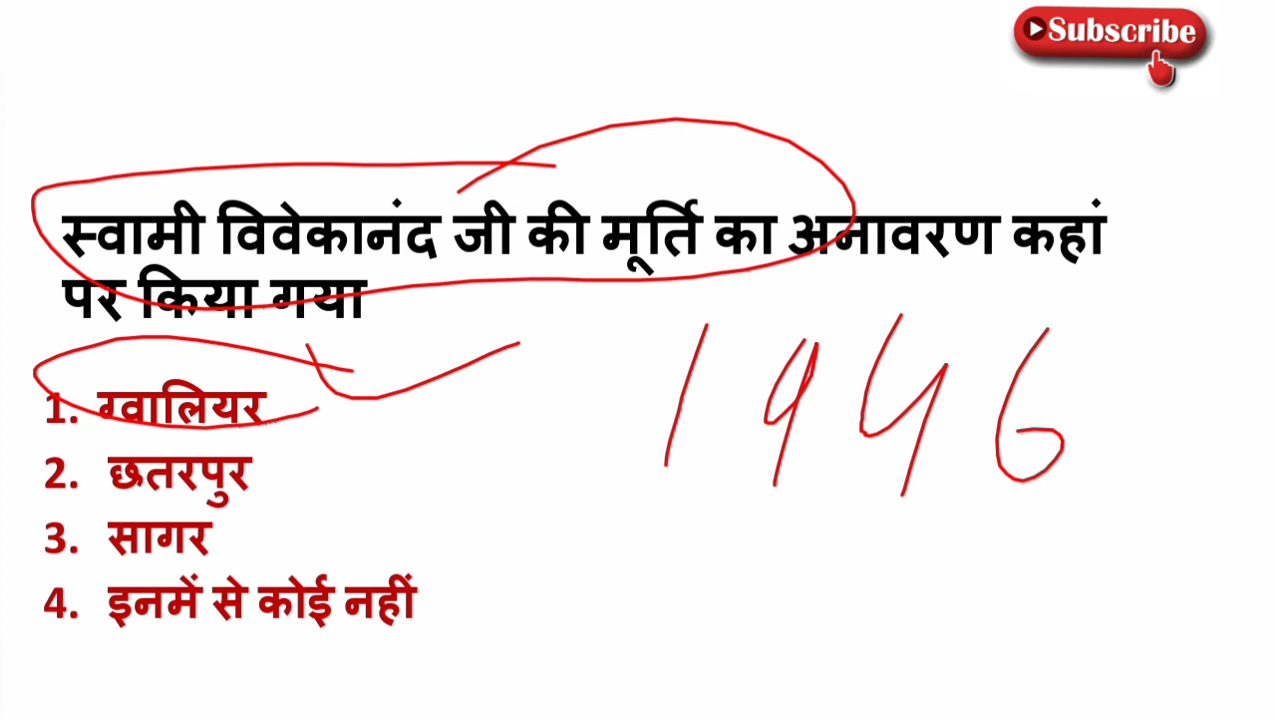 Subscribe
स्वामी विवेकानंद जी की मूर्ति का अनावरण कहां
पर किया गया
1. ग्वालियर
1946
2. छतरपुर
3. सागर
4. इनमें से कोई नहीं